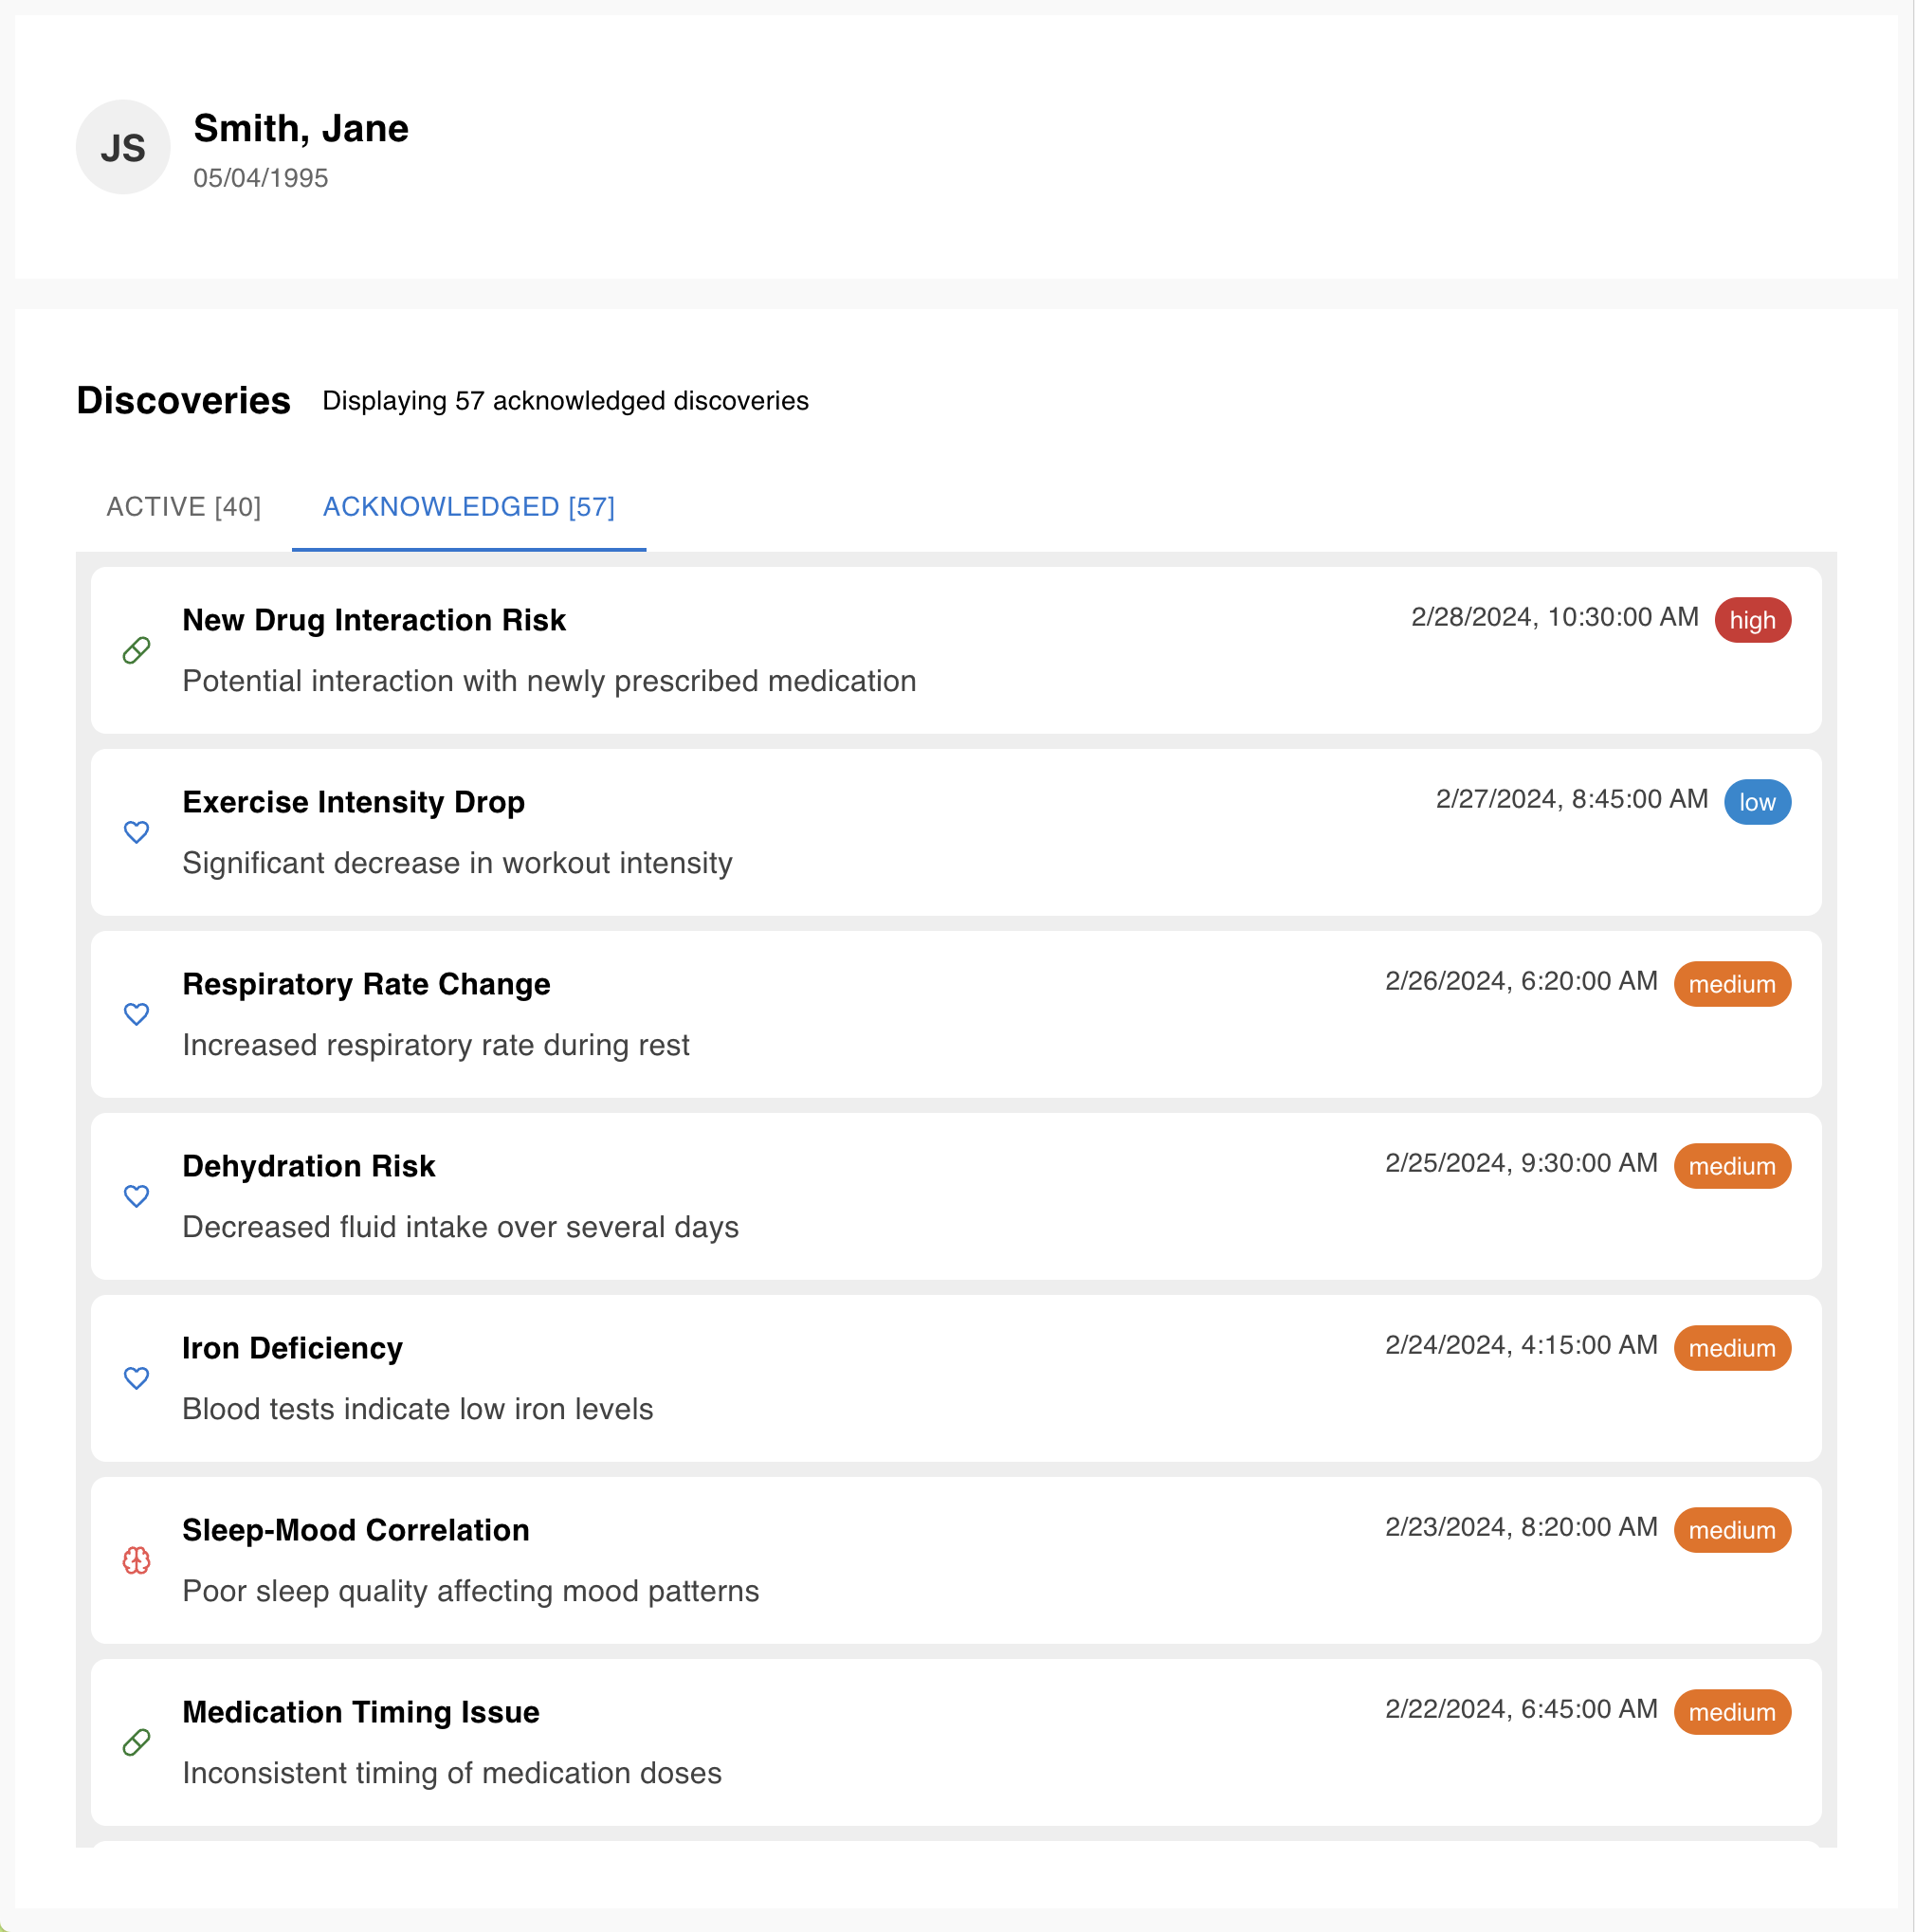 JS
Smith, Jane
05/04/1995
Discoveries Displaying 57 acknowledged discoveries
ACTIVE [40] ACKNOWLEDGED [57]
New Drug Interaction Risk 2/28/2024, 10:30:00 AM high
Potential interaction with newly prescribed medication
Exercise Intensity Drop 2/27/2024, 8:45:00 AM low
Significant decrease in workout intensity
Respiratory Rate Change 2/26/2024, 6:20:00 AM medium
Increased respiratory rate during rest
Dehydration Risk 2/25/2024, 9:30:00 AM medium
Decreased fluid intake over several days
Iron Deficiency 2/24/2024, 4:15:00 AM medium
Blood tests indicate low iron levels
Sleep-Mood Correlation 2/23/2024, 8:20:00 AM medium
Poor sleep quality affecting mood patterns
Medication Timing Issue 2/22/2024, 6:45:00 AM medium
Inconsistent timing of medication doses